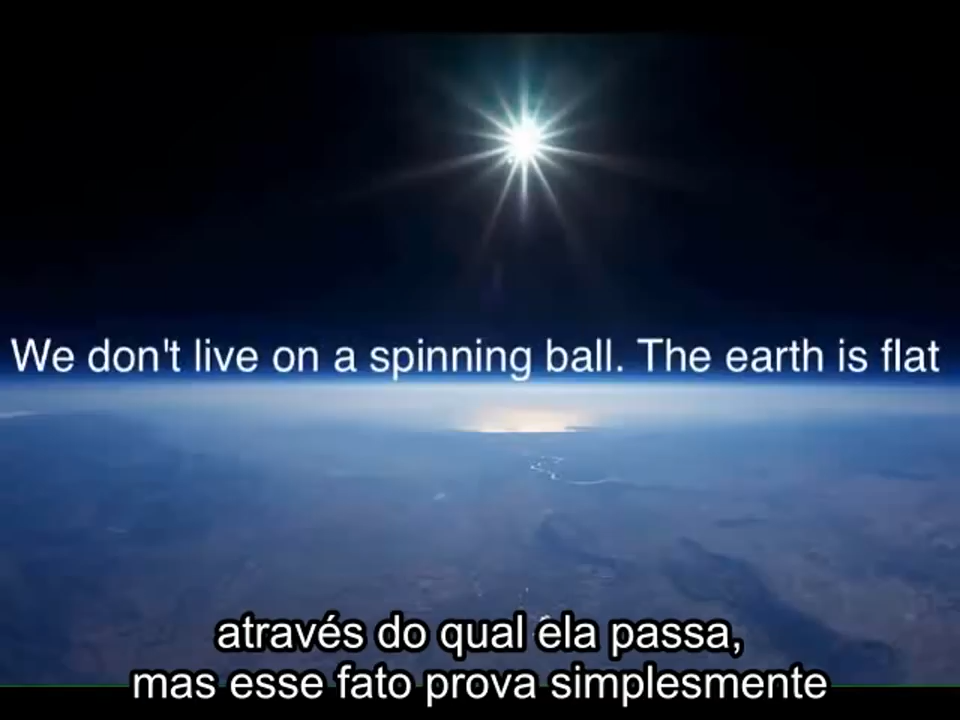 We don't live on a spinning ball. The earth is flat
através do qual ela passa,
mas esse fato prova simplesmente